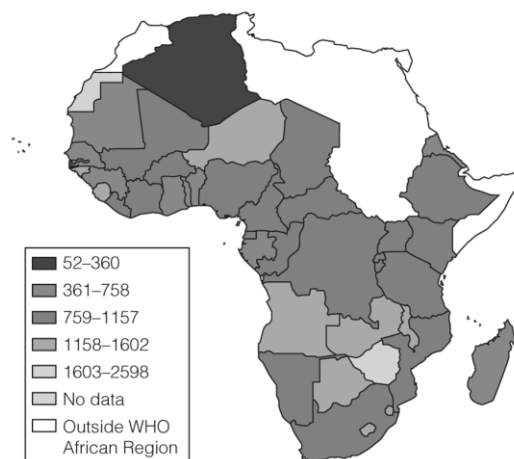 52–360
361–758
759–1157
1158–1602
1603–2598
No data
Outside WHO
African Region